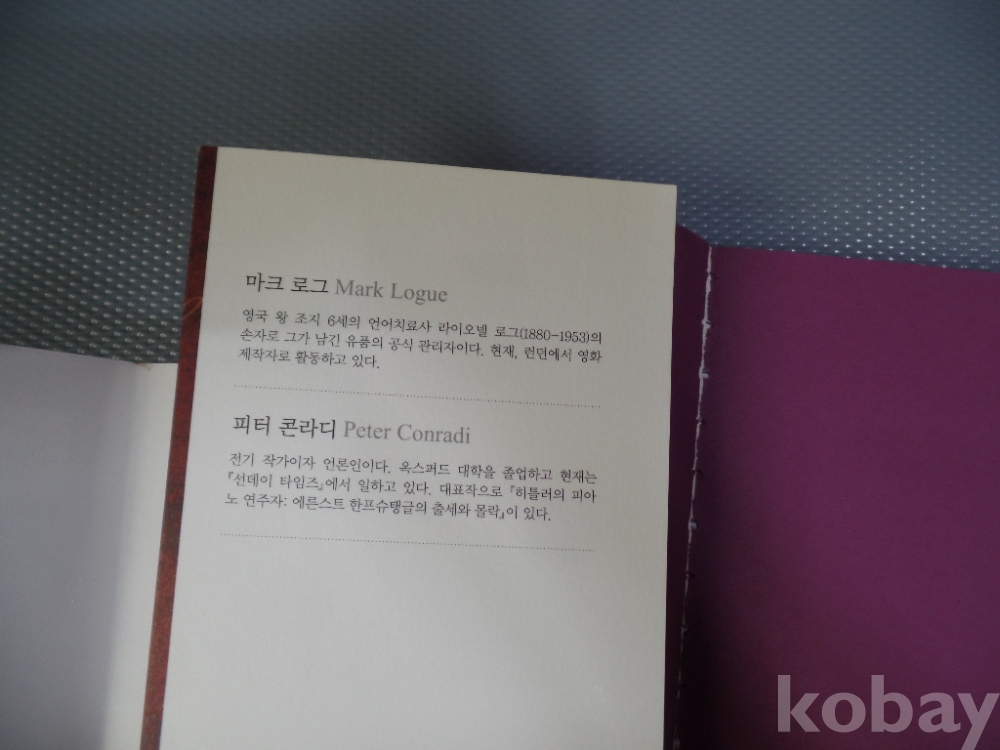 마크 로그 Mark Logue
영국 왕 조지 6세의 언어치료사 라이오넬 로그(1880-1953)의
손자로 그가 남긴 유품의 공식 관리자이다. 현재, 런던에서 영화
제작자로 활동하고 있다.
피터 콘라디 Peter Conradi
전기 작가이자 언론인이다. 옥스퍼드 대학을 졸업하고 현재는
『선데이 타임즈』에서 일하고 있다. 대표작으로 『히틀러의 피아
노 연주자: 에른스트 한프슈탱글의 출세와 몰락』이 있다.
kobay